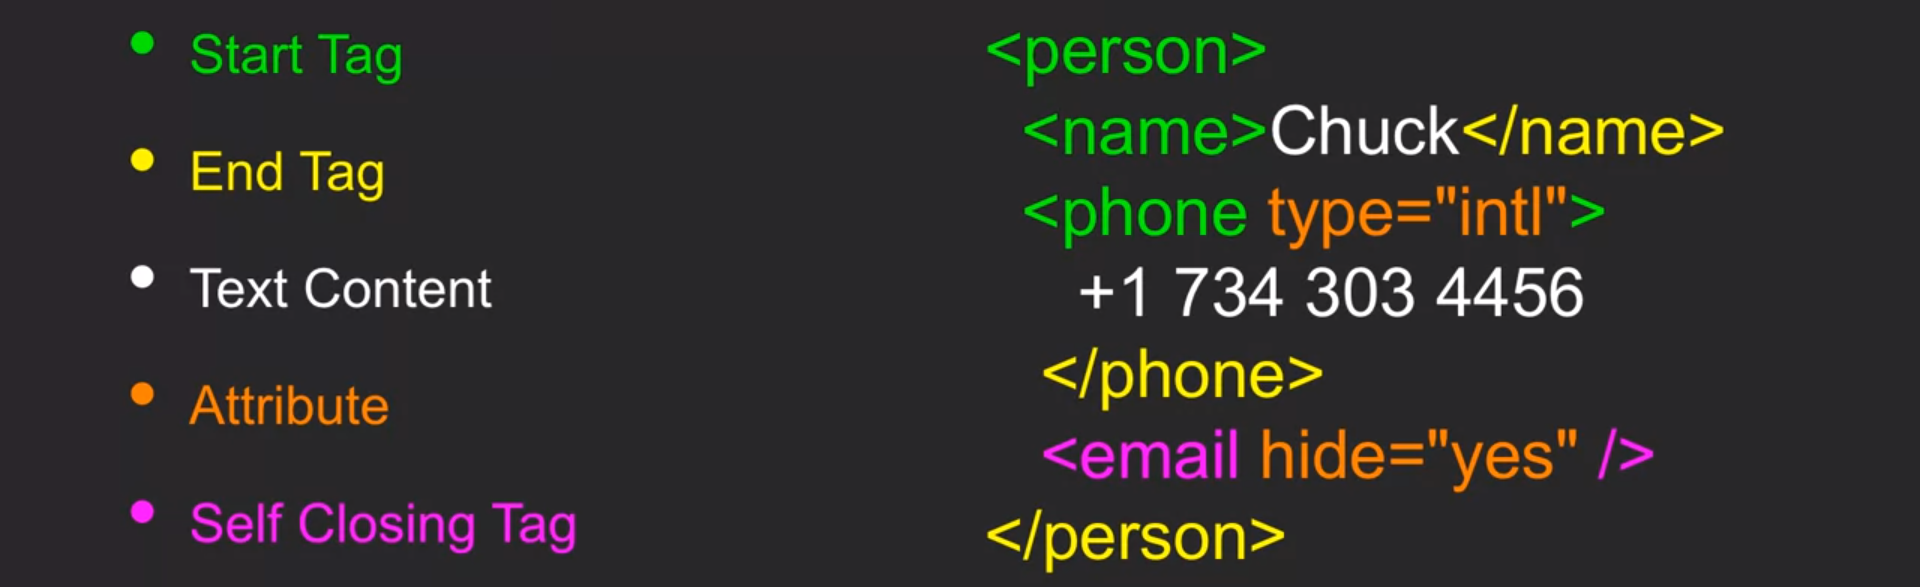 Start Tag
End Tag
Text Content
Attribute
Self Closing Tag
<person>
<name>Chuck</name>
<phone type="intl">
+1 734 303 4456
</phone>
<email hide="yes" />
</person>